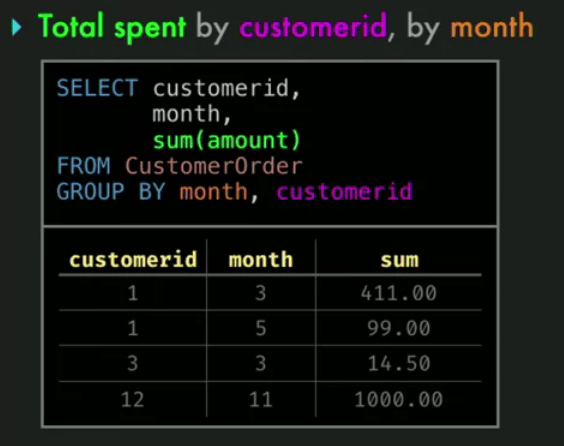 Total spent by customerid, by month
SELECT customerid,
month,
sum(amount)
FROM CustomerOrder
GROUP BY month, customerid
customerid month sum
1 3 411.00
1 5 99.00
3 3 14.50
12 11 1000.00